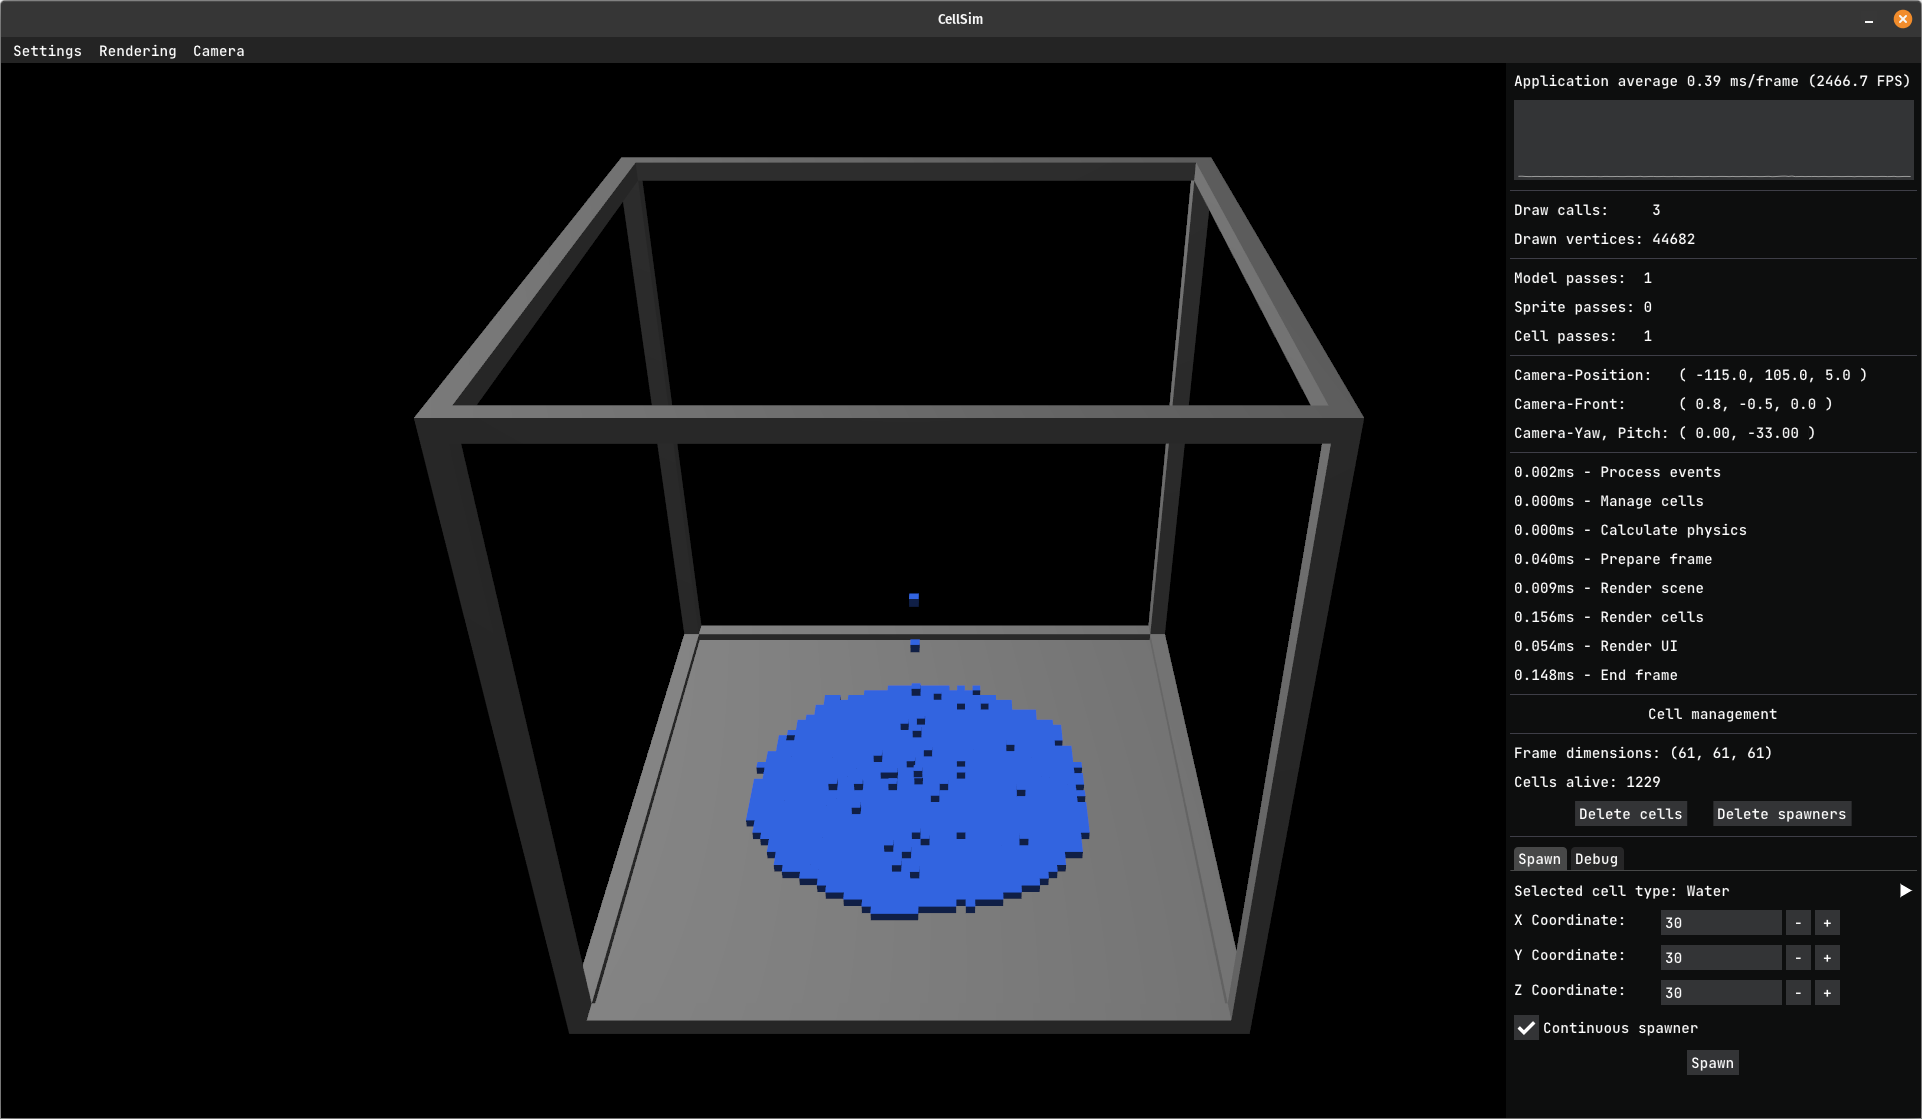 CellSim
Settings Rendering Camera
Application average 0.39 ms/frame (2466.7 FPS)
Draw calls: 3
Drawn vertices: 44682
Model passes: 1
Sprite passes: 0
Cell passes: 1
Camera-Position: ( -115.0, 105.0, 5.0 )
Camera-Front: ( 0.8, -0.5, 0.0 )
Camera-Yaw, Pitch: ( 0.00, -33.00 )
0.002ms - Process events
0.000ms - Manage cells
0.000ms - Calculate physics
0.040ms - Prepare frame
0.009ms - Render scene
0.156ms - Render cells
0.054ms - Render UI
0.148ms - End frame
Cell management
Frame dimensions: (61, 61, 61)
Cells alive: 1229
Delete cells Delete spawners
Spawn Debug
Selected cell type: Water
X Coordinate: 30 - +
Y Coordinate: 30 - +
Z Coordinate: 30 - +
Continuous spawner
Spawn